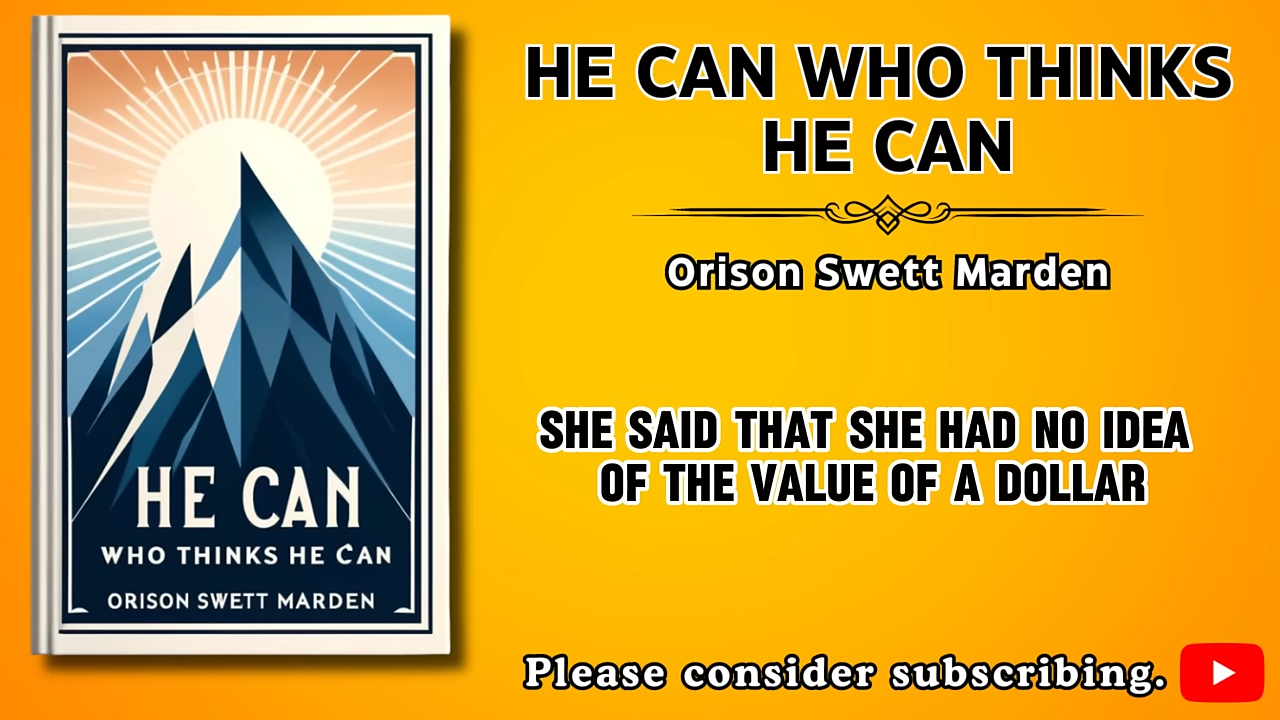 HE CAN
WHO THINKS HE CAN
ORISON SWETT MARDEN
HE CAN WHO THINKS
HE CAN
Orison Swett Marden
SHE SAID THAT SHE HAD NO IDEA
OF THE VALUE OF A DOLLAR
Please consider subscribing.